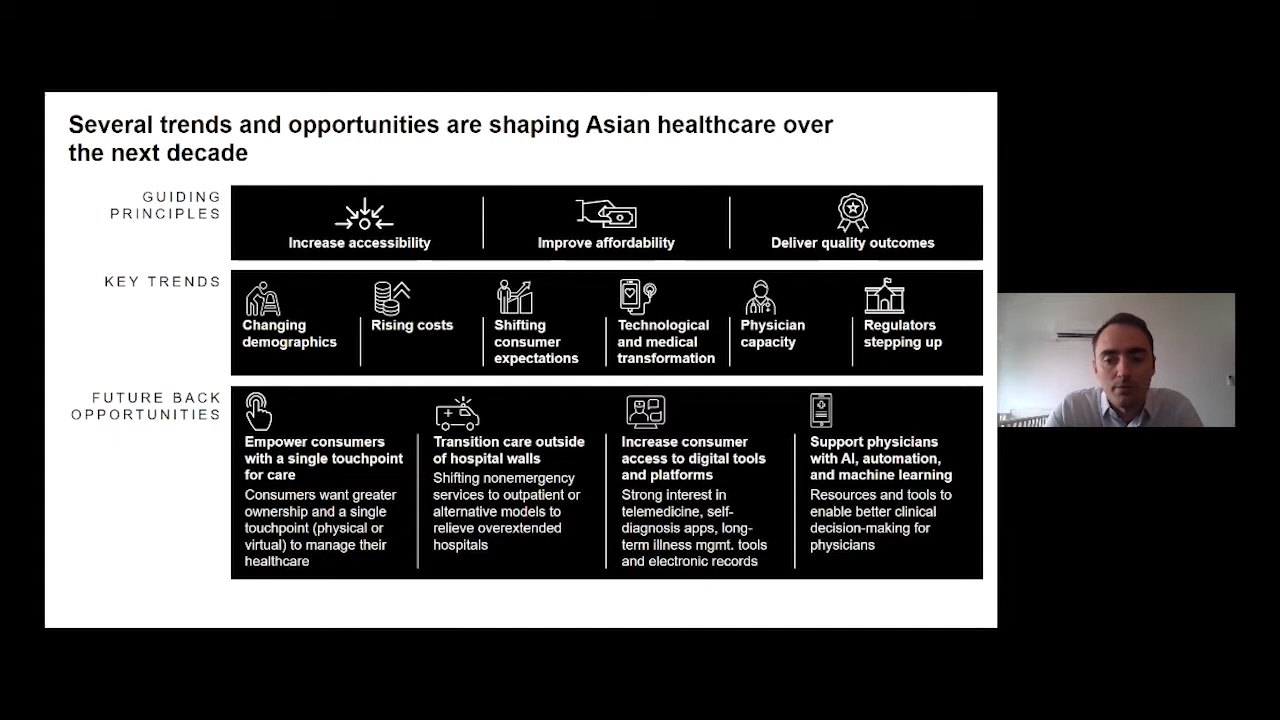 Several trends and opportunities are shaping Asian healthcare over
the next decade
GUIDING
PRINCIPLES
Increase accessibility
Improve affordability
Deliver quality outcomes
KEY TRENDS
Changing
demographics
Rising costs
Shifting
consumer
expectations
Technological
and medical
transformation
Physician
capacity
Regulators
stepping up
FUTURE BACK
OPPORTUNITIES
Empower consumers
with a single touchpoint
for care
Consumers want greater
ownership and a single
touchpoint (physical or
virtual) to manage their
healthcare
Transition care outside
of hospital walls
Shifting nonemergency
services to outpatient or
alternative models to
relieve overextended
hospitals
Increase consumer
access to digital tools
and platforms
Strong interest in
telemedicine, self-
diagnosis apps, long-
term illness mgmt. tools
and electronic records
Support physicians
with AI, automation,
and machine learning
Resources and tools to
enable better clinical
decision-making for
physicians